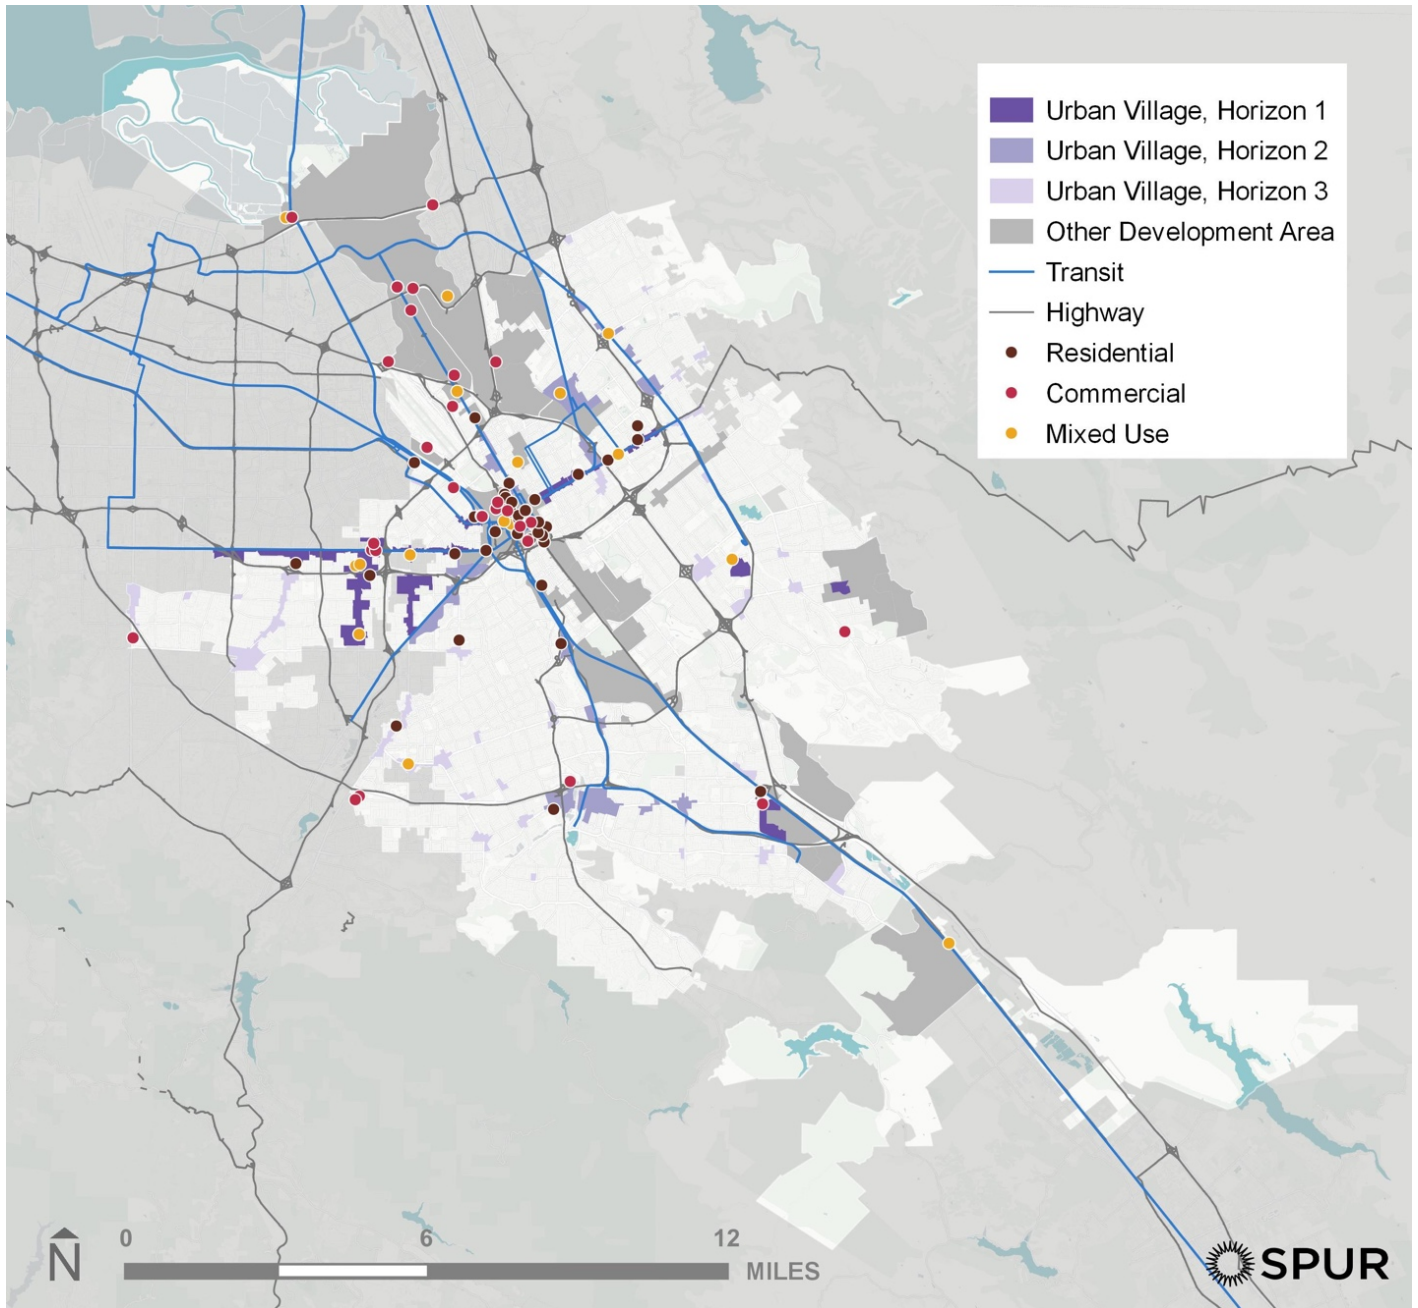 Urban Village, Horizon 1
Urban Village, Horizon 2
Urban Village, Horizon 3
Other Development Area
Transit
Highway
Residential
Commercial
Mixed Use
N
0 6 12
MILES
SPUR